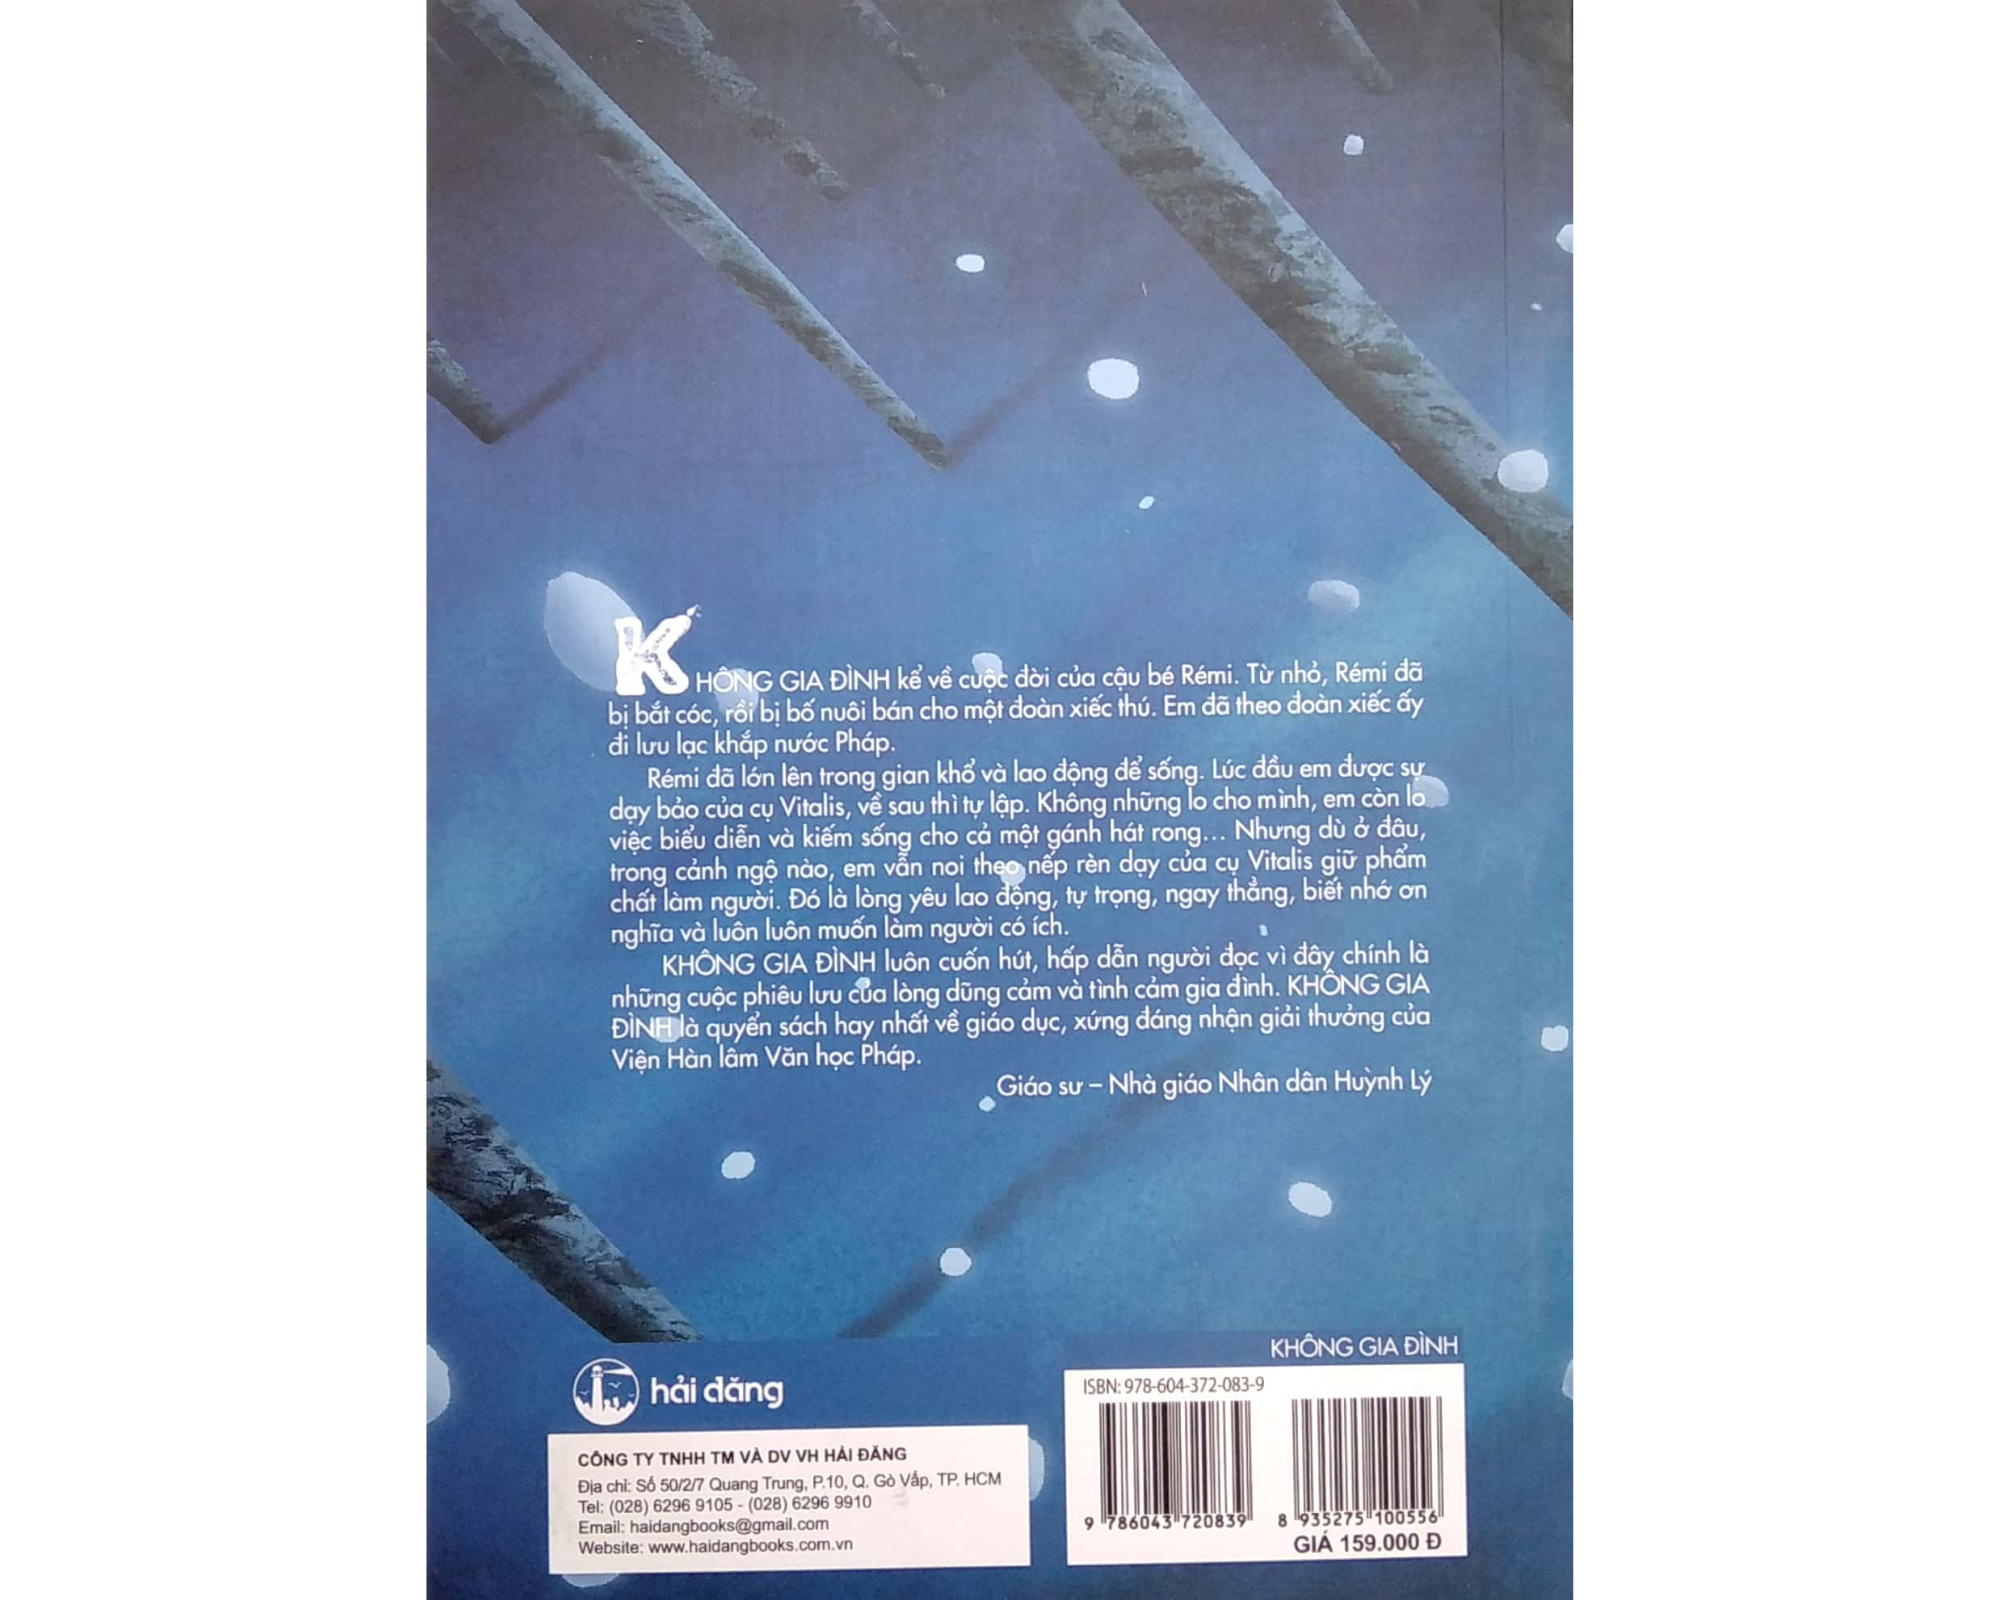 KHÔNG GIA ĐÌNH kể về cuộc đời của cậu bé Rémi. Từ nhỏ, Rémi đã
bị bắt cóc, rồi bị bố nuôi bán cho một đoàn xiếc thú. Em đã theo đoàn xiếc ấy
đi lưu lạc khắp nước Pháp.
Rémi đã lớn lên trong gian khổ và lao động để sống. Lúc đầu em được sự
dạy bảo của cụ Vitalis, về sau thì tự lập. Không những lo cho mình, em còn lo
việc biểu diễn và kiếm sống cho cả một gánh hát rong... Nhưng dù ở đâu,
trong cảnh ngộ nào, em vẫn noi theo nếp rèn dạy của cụ Vitalis giữ phẩm
chất làm người. Đó là lòng yêu lao động, tự trọng, ngay thẳng, biết nhớ ơn
nghĩa và luôn luôn muốn làm người có ích.
KHÔNG GIA ĐÌNH luôn cuốn hút, hấp dẫn người đọc vì đây chính là
những cuộc phiêu lưu của lòng dũng cảm và tình cảm gia đình. KHÔNG GIA
ĐÌNH là quyển sách hay nhất về giáo dục, xứng đáng nhận giải thưởng của
Viện Hàn lâm Văn học Pháp.
Giáo sư – Nhà giáo Nhân dân Huỳnh Lý
hải đăng
CÔNG TY TNHH TM VÀ DV VH HẢI ĐĂNG
Địa chỉ: Số 50/2/7 Quang Trung, P.10, Q. Gò Vấp, TP. HCM
Tel: (028) 6296 9105 - (028) 6296 9910
Email: haidangbooks@gmail.com
Website: www.haidangbooks.com.vn
KHÔNG GIA ĐÌNH
ISBN: 978-604-372-083-9
9 786043 720839
8 935275 100556
GIÁ 159.000 Đ